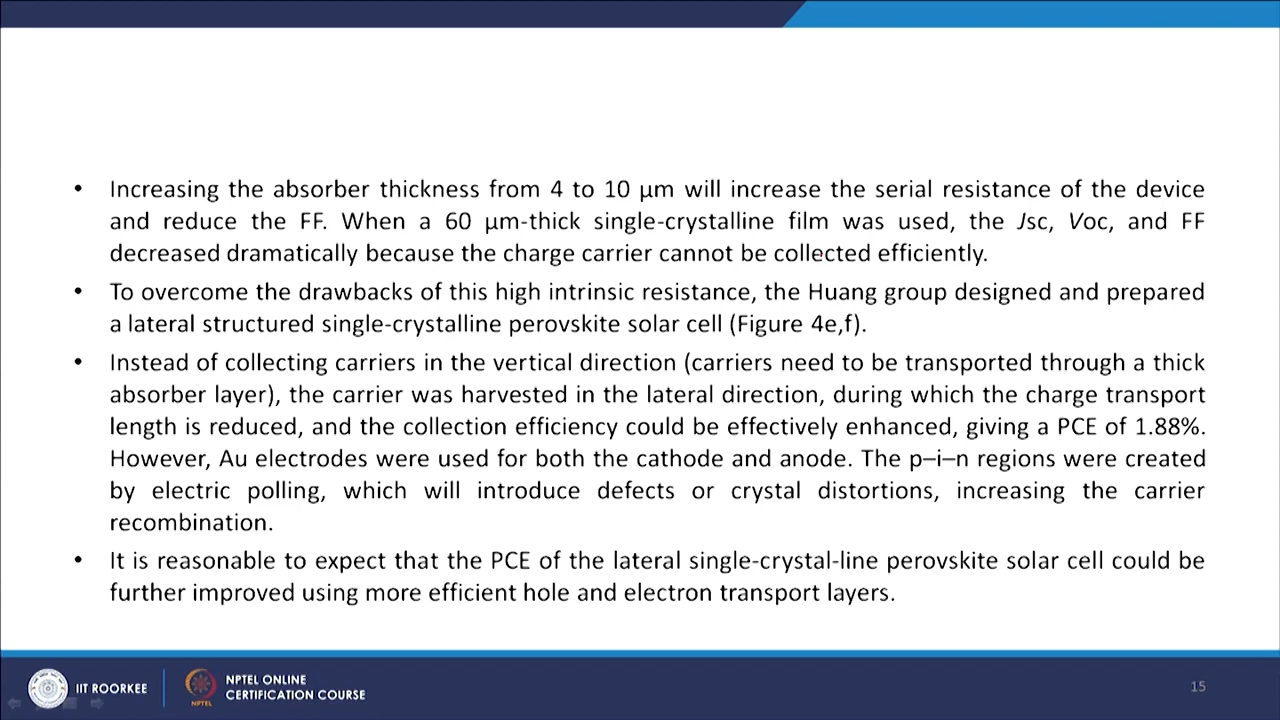 • Increasing the absorber thickness from 4 to 10 μm will increase the serial resistance of the device
and reduce the FF. When a 60 μm-thick single-crystalline film was used, the Jsc, Voc, and FF
decreased dramatically because the charge carrier cannot be collected efficiently.
• To overcome the drawbacks of this high intrinsic resistance, the Huang group designed and prepared
a lateral structured single-crystalline perovskite solar cell (Figure 4e,f).
• Instead of collecting carriers in the vertical direction (carriers need to be transported through a thick
absorber layer), the carrier was harvested in the lateral direction, during which the charge transport
length is reduced, and the collection efficiency could be effectively enhanced, giving a PCE of 1.88%.
However, Au electrodes were used for both the cathode and anode. The p–i–n regions were created
by electric polling, which will introduce defects or crystal distortions, increasing the carrier
recombination.
• It is reasonable to expect that the PCE of the lateral single-crystal-line perovskite solar cell could be
further improved using more efficient hole and electron transport layers.
IIT ROORKEE
NPTEL
NPTEL ONLINE
CERTIFICATION COURSE
15